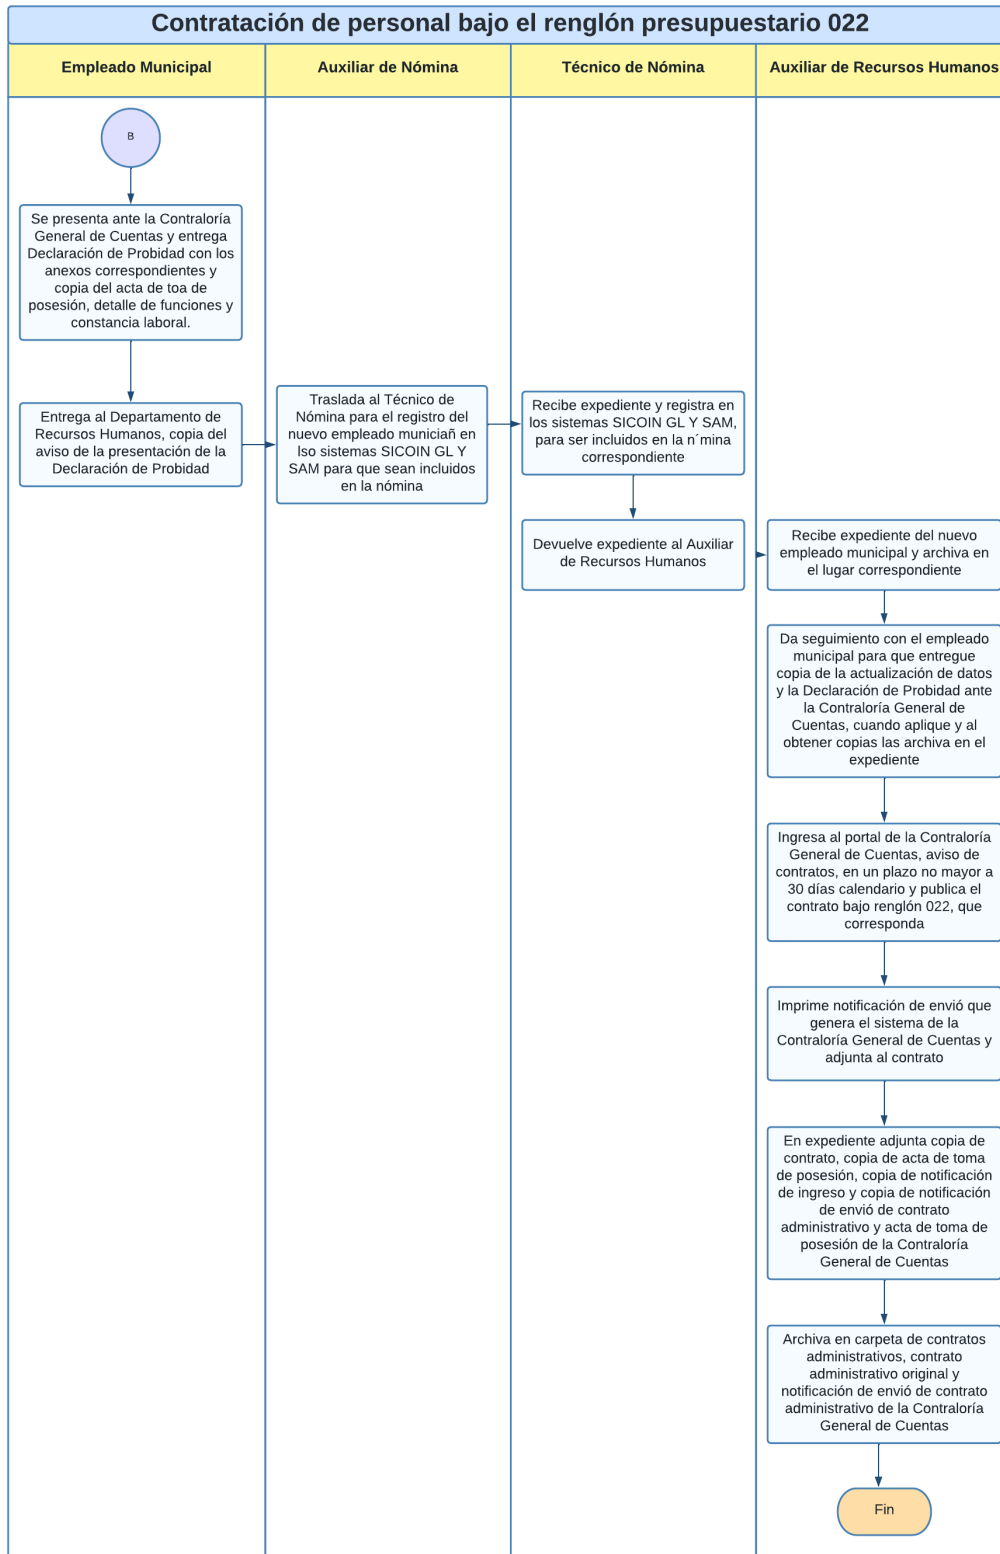 Contratación de personal bajo el renglón presupuestario 022
Empleado Municipal
Auxiliar de Nómina
Técnico de Nómina
Auxiliar de Recursos Humanos
B
Se presenta ante la Contraloría
General de Cuentas y entrega
Declaración de Probidad con los
anexos correspondientes y
copia del acta de toa de
posesión, detalle de funciones y
constancia laboral.
Entrega al Departamento de
Recursos Humanos, copia del
aviso de la presentación de la
Declaración de Probidad
Traslada al Técnico de
Nómina para el registro del
nuevo empleado municiañ en
lso sistemas SICOIN GL Y
SAM para que sean incluidos
en la nómina
Recibe expediente y registra en
los sistemas SICOIN GL Y SAM,
para ser incluidos en la n´mina
correspondiente
Devuelve expediente al Auxiliar
de Recursos Humanos
Recibe expediente del nuevo
empleado municipal y archiva en
el lugar correspondiente
Da seguimiento con el empleado
municipal para que entregue
copia de la actualización de datos
y la Declaración de Probidad ante
la Contraloría General de
Cuentas, cuando aplique y al
obtener copias las archiva en el
expediente
Ingresa al portal de la Contraloría
General de Cuentas, aviso de
contratos, en un plazo no mayor a
30 días calendario y publica el
contrato bajo renglón 022, que
corresponda
Imprime notificación de envió que
genera el sistema de la
Contraloría General de Cuentas y
adjunta al contrato
En expediente adjunta copia de
contrato, copia de acta de toma
de posesión, copia de notificación
de ingreso y copia de notificación
de envió de contrato
administrativo y acta de toma de
posesión de la Contraloría
General de Cuentas
Archiva en carpeta de contratos
administrativos, contrato
administrativo original y
notificación de envió de contrato
administrativo de la Contraloría
General de Cuentas
Fin